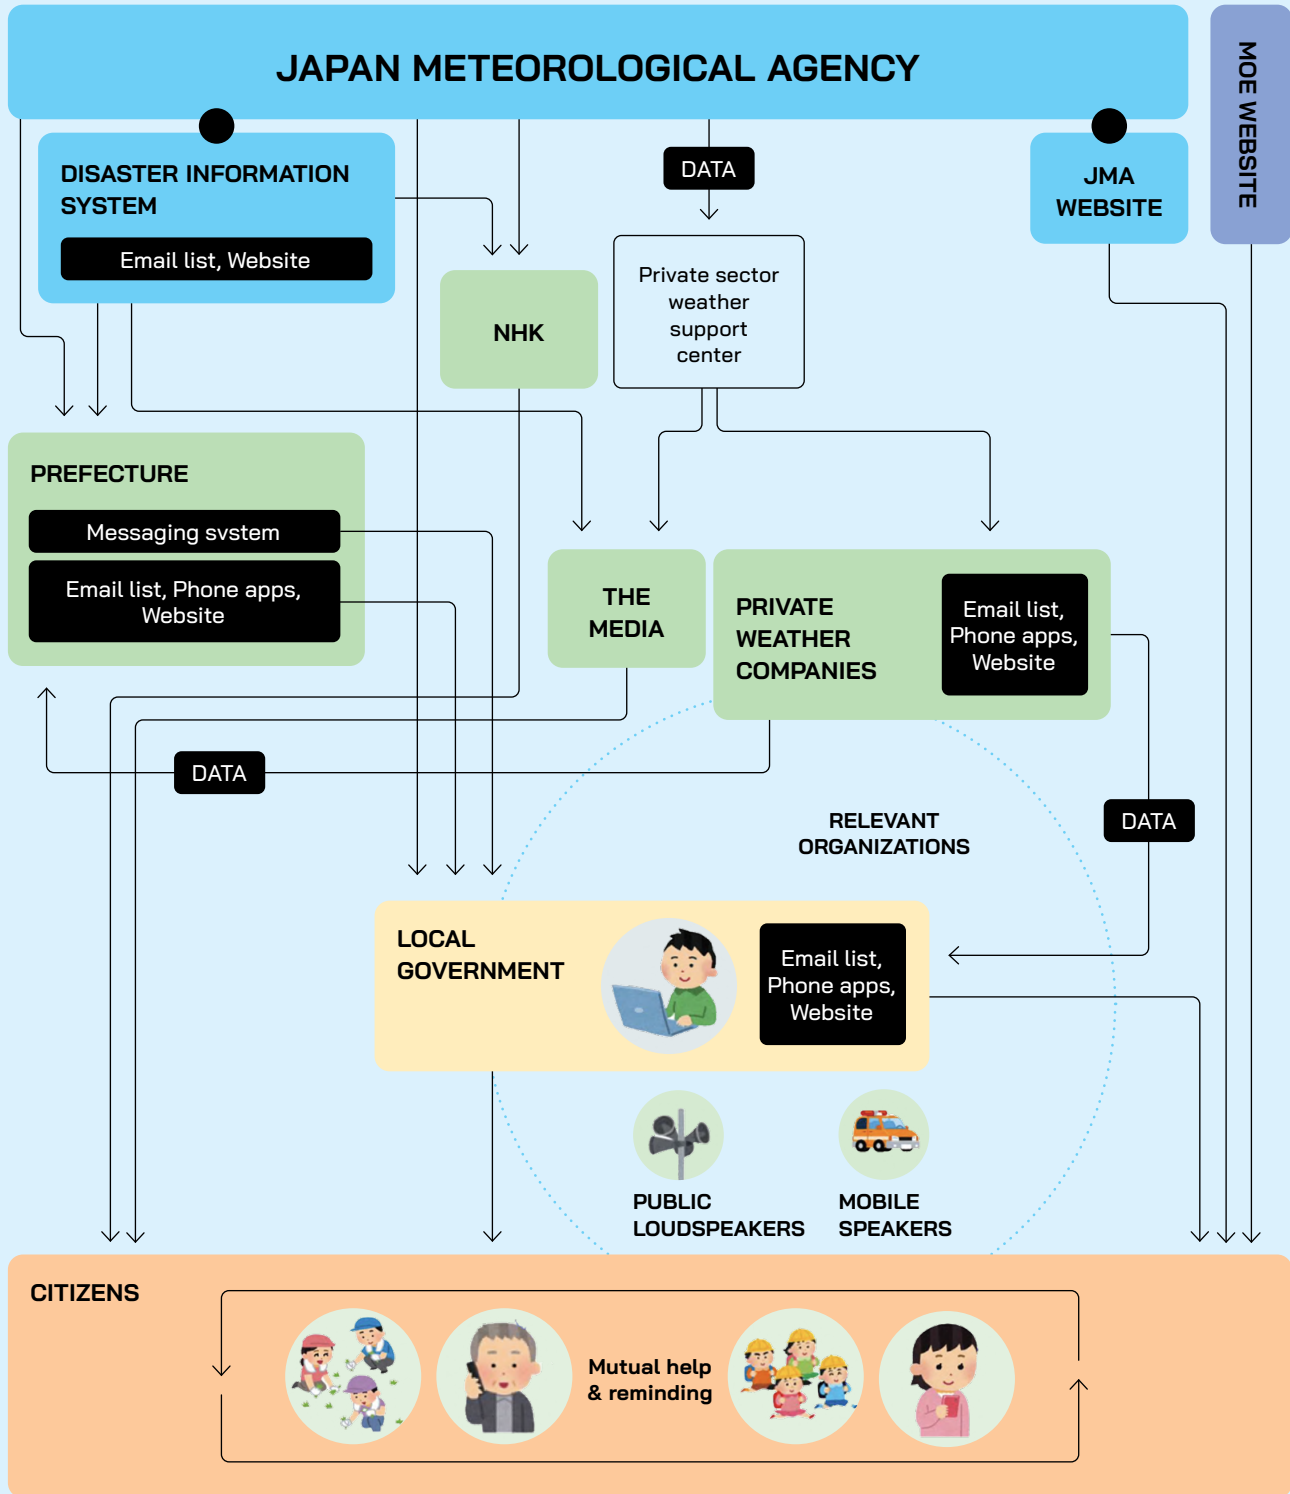 JAPAN METEOROLOGICAL AGENCY
MOE WEBSITE
DISASTER INFORMATION
SYSTEM
Email list, Website
DATA
JMA
WEBSITE
NHK
Private sector
weather
support
center
PREFECTURE
Messaging svstem
Email list, Phone apps,
Website
THE
MEDIA
PRIVATE
WEATHER
COMPANIES
Email list,
Phone apps,
Website
DATA
RELEVANT
ORGANIZATIONS
DATA
LOCAL
GOVERNMENT
Email list,
Phone apps,
Website
PUBLIC
LOUDSPEAKERS
MOBILE
SPEAKERS
CITIZENS
Mutual help
& reminding